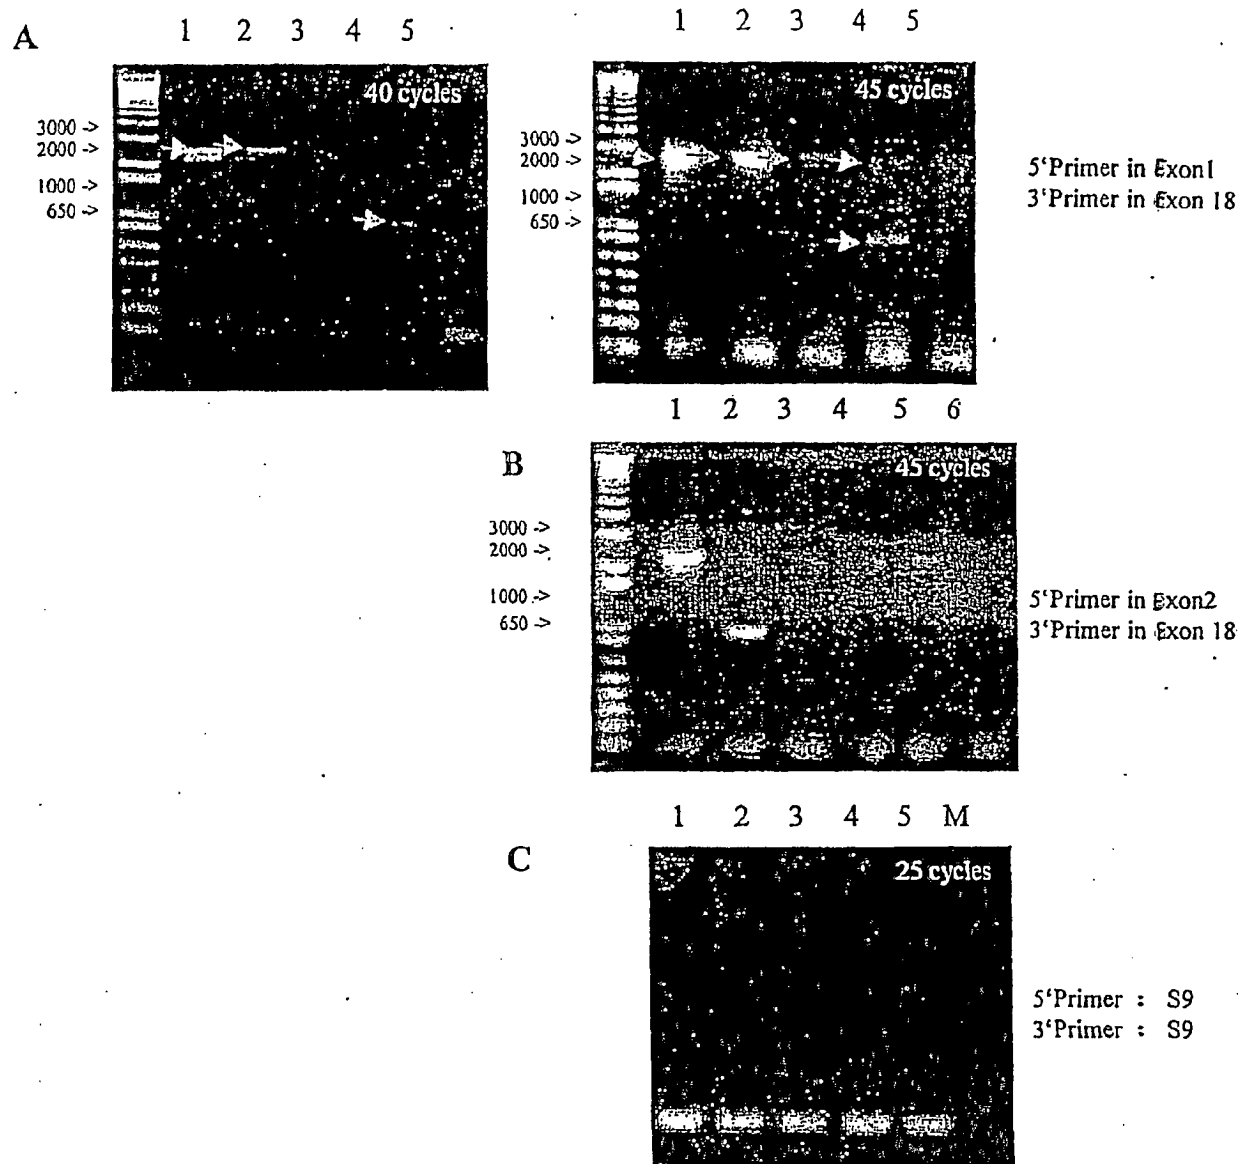 A
1 2 3 4 5
40 cycles
3000 ->
2000 ->
1000 ->
650 ->
1 2 3 4 5
45 cycles
3000 ->
2000 ->
1000 ->
650 ->
5'Primer in Exon1
3'Primer in Exon 18
B
1 2 3 4 5 6
45 cycles
3000 ->
2000 ->
1000 ->
650 ->
5'Primer in Exon2
3'Primer in Exon 18
C
1 2 3 4 5 M
25 cycles
5'Primer : S9
3'Primer : S9